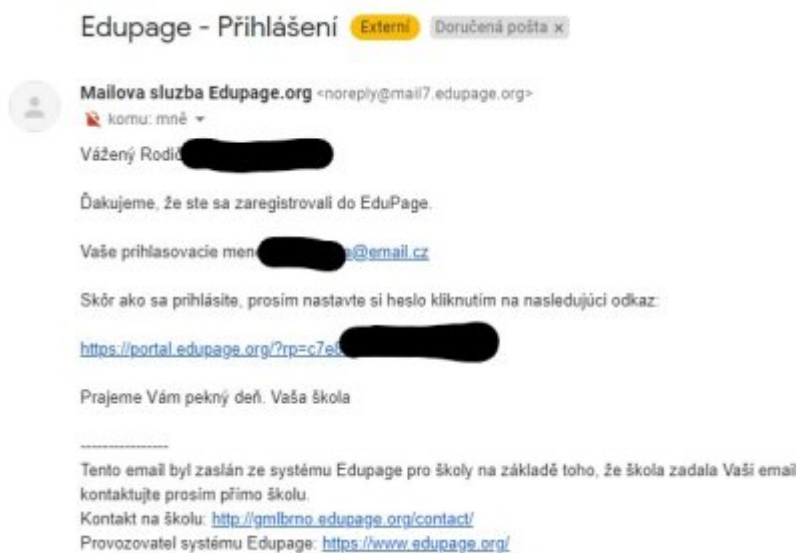 Edupage - Přihlášení Externí Doručená pošta x
Mailova sluzba Edupage.org <noreply@mail7.edupage.org>
komu: mně
Vážený Rodič
Ďakujeme, že ste sa zaregistrovali do EduPage.
Vaše prihlasovacie meno @email.cz
Skôr ako sa prihlásite, prosím nastavte si heslo kliknutím na nasledujúci odkaz:
https://portal.edupage.org/?rp=c7e8
Prajeme Vám pekný deň. Vaša škola
----------------
Tento email byl zaslán ze systému Edupage pro školy na základě toho, že škola zadala Vaší email
kontaktujte prosím přímo školu.
Kontakt na školu: http://gmlbrno.edupage.org/contact/
Provozovatel systému Edupage: https://www.edupage.org/